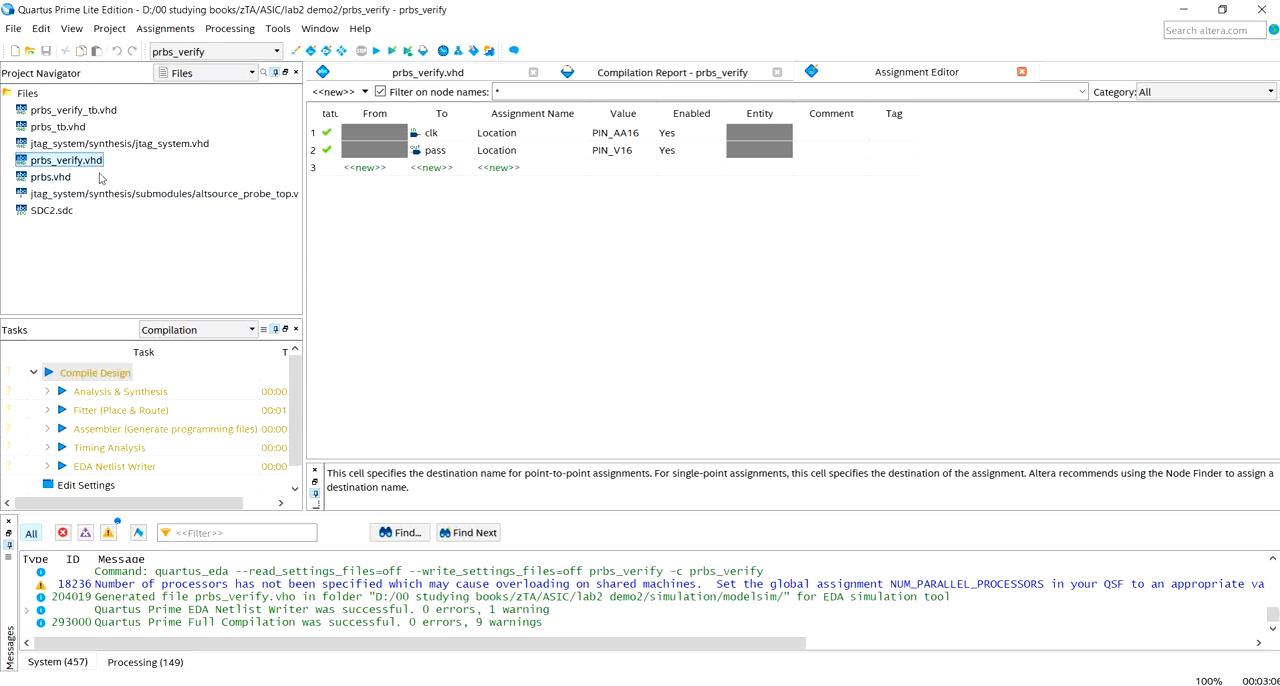 Quartus Prime Lite Edition - D:/00 studying books/zTA/ASIC/lab2 demo2/prbs_verify - prbs_verify
File Edit View Project Assignments Processing Tools Window Help
Search altera.com
prbs_verify
Project Navigator Files
prbs_verify.vhd Compilation Report - prbs_verify Assignment Editor
<<new>> Filter on node names: * Category: All
Files
prbs_verify_tb.vhd
prbs_tb.vhd
jtag_system/synthesis/jtag_system.vhd
prbs_verify.vhd
prbs.vhd
jtag_system/synthesis/submodules/altsource_probe_top.v
SDC2.sdc
tatu From To Assignment Name Value Enabled Entity Comment Tag
1 clk Location PIN_AA16 Yes
2 pass Location PIN_V16 Yes
3 <<new>> <<new>> <<new>>
Tasks Compilation
Task T
Compile Design
Analysis & Synthesis 00:00
Fitter (Place & Route) 00:01
Assembler (Generate programming files) 00:00
Timing Analysis 00:00
EDA Netlist Writer 00:00
Edit Settings
This cell specifies the destination name for point-to-point assignments. For single-point assignments, this cell specifies the destination of the assignment. Altera recommends using the Node Finder to assign a
destination name.
All <<Filter>> Find... Find Next
Type ID Message
Command: quartus_eda --read_settings_files=off --write_settings_files=off prbs_verify -c prbs_verify
18236 Number of processors has not been specified which may cause overloading on shared machines. Set the global assignment NUM_PARALLEL_PROCESSORS in your QSF to an appropriate va
204019 Generated file prbs_verify.vho in folder "D:/00 studying books/zTA/ASIC/lab2 demo2/simulation/modelsim/" for EDA simulation tool
Quartus Prime EDA Netlist Writer was successful. 0 errors, 1 warning
293000 Quartus Prime Full Compilation was successful. 0 errors, 9 warnings
Messages
System (457) Processing (149)
100% 00:03:06